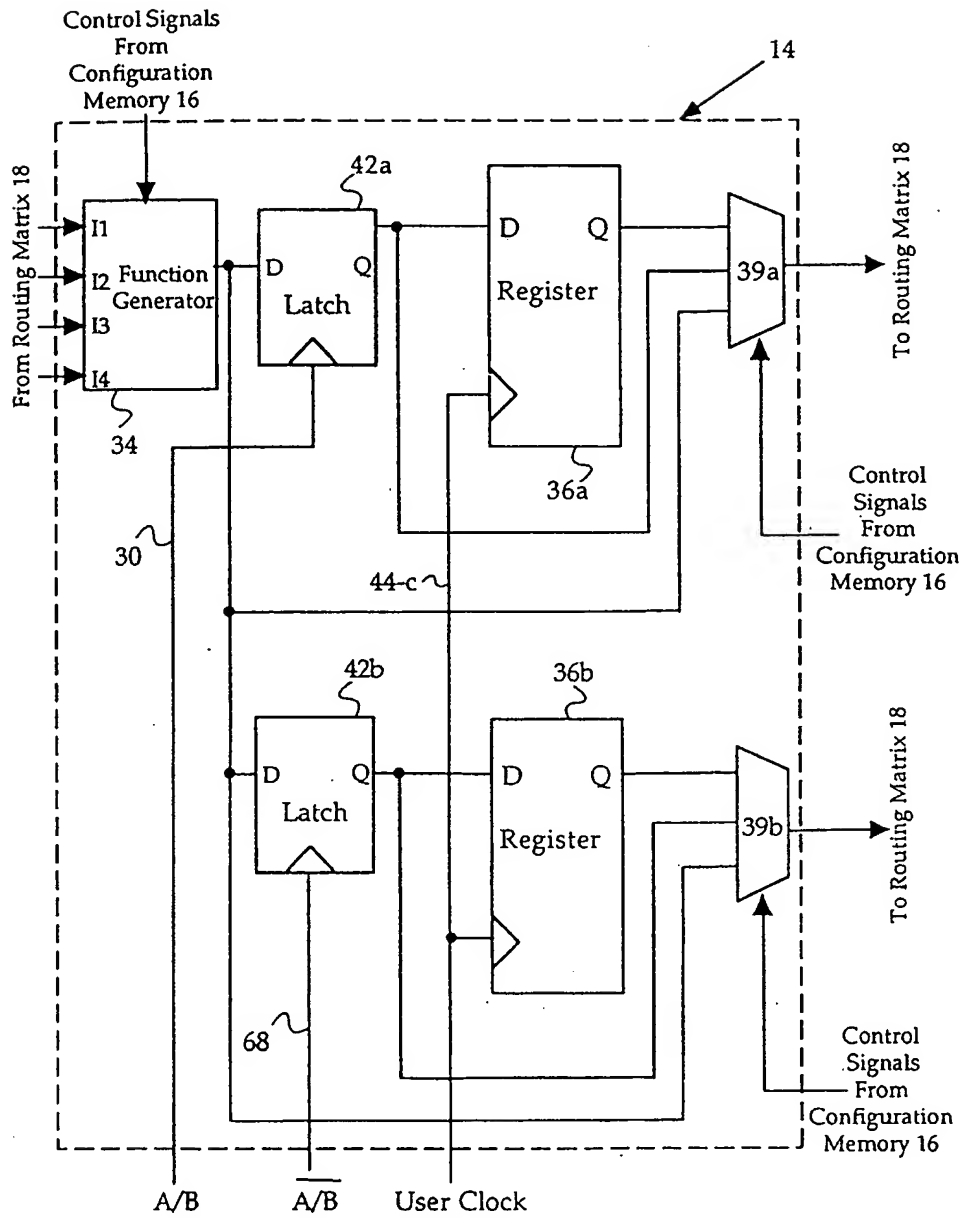 Control Signals
From
Configuration
Memory 16
14
From Routing Matrix 18
I1
I2
I3
I4
Function
Generator
34
42a
D
Q
Latch
D
Q
Register
36a
39a
To Routing Matrix 18
Control
Signals
From
Configuration
Memory 16
30
44-c
42b
D
Q
Latch
36b
D
Q
Register
39b
To Routing Matrix 18
68
Control
Signals
From
Configuration
Memory 16
A/B
A/B
User Clock